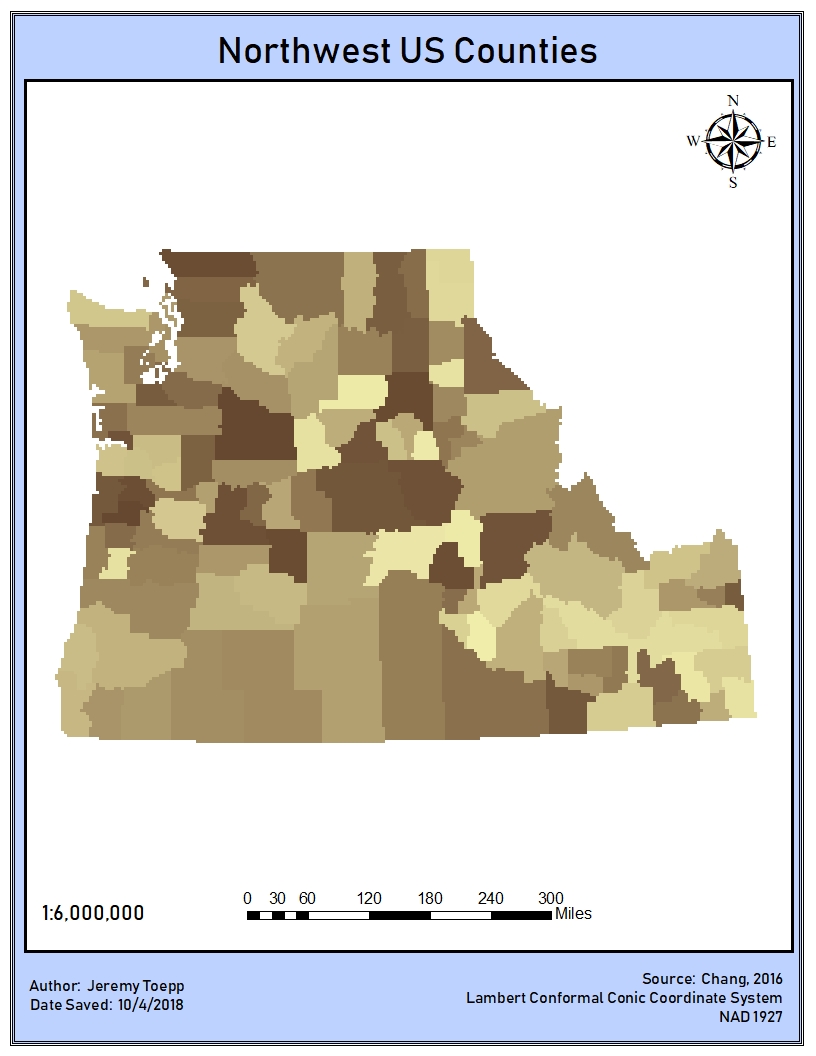 Northwest US Counties
N
W E
S
1:6,000,000
0 30 60 120 180 240 300
Miles
Author: Jeremy Toepp
Date Saved: 10/4/2018
Source: Chang, 2016
Lambert Conformal Conic Coordinate System
NAD 1927